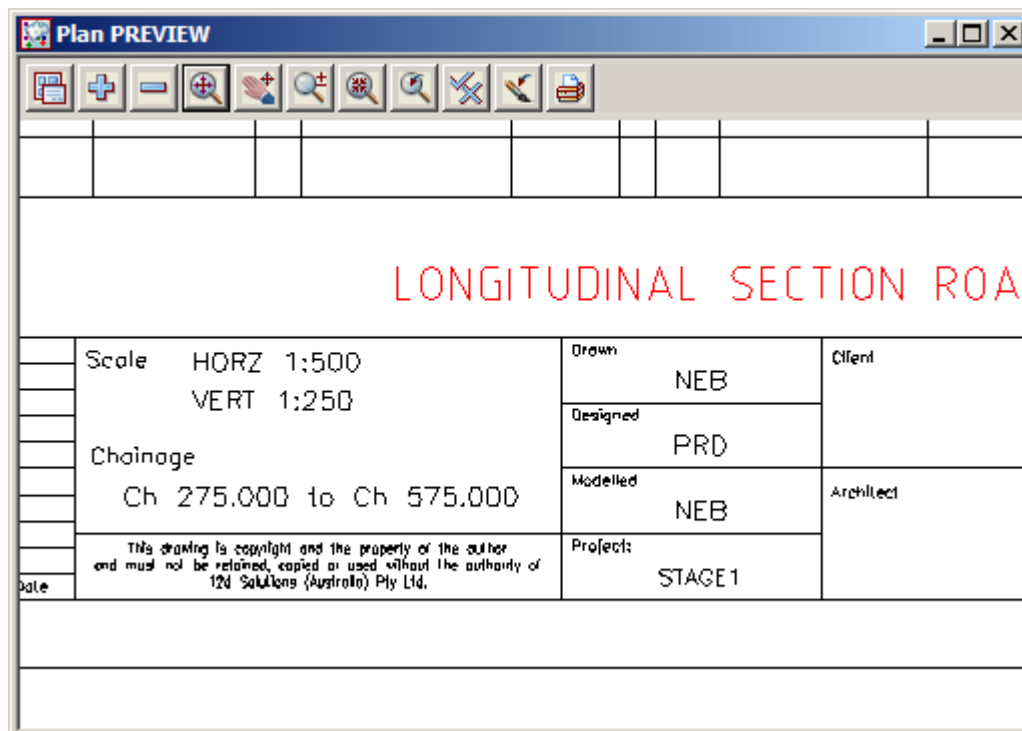 Plan PREVIEW
LONGITUDINAL SECTION ROA
Scale HORZ 1:500
VERT 1:250
Chainage
Ch 275.000 to Ch 575.000
This drawing is copyright and the property of the author
and must not be retained, copied or used without the authority of
12d Solutions (Australia) Pty Ltd.
Date
Drawn
NEB
Designed
PRD
Modelled
NEB
Project:
STAGE1
Client
Architect